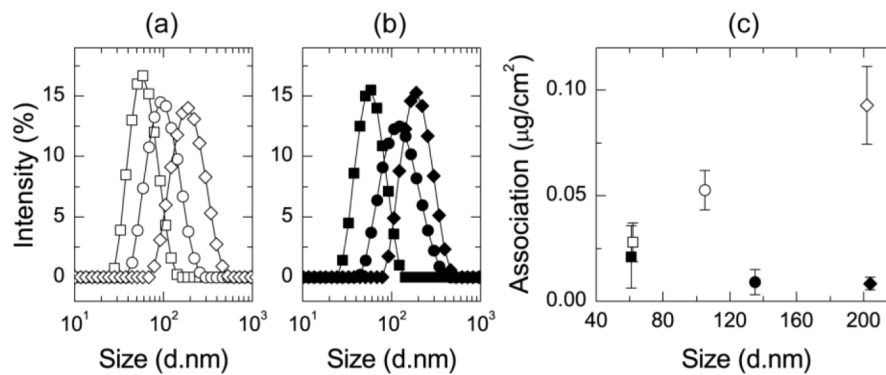 (a)
(b)
(c)
Intensity (%)
15
10
5
0
10¹
10²
10³
Size (d.nm)
15
10
5
0
10¹
10²
10³
Size (d.nm)
Association (μg/cm²)
0.10
0.05
0.00
40
80
120
160
200
Size (d.nm)